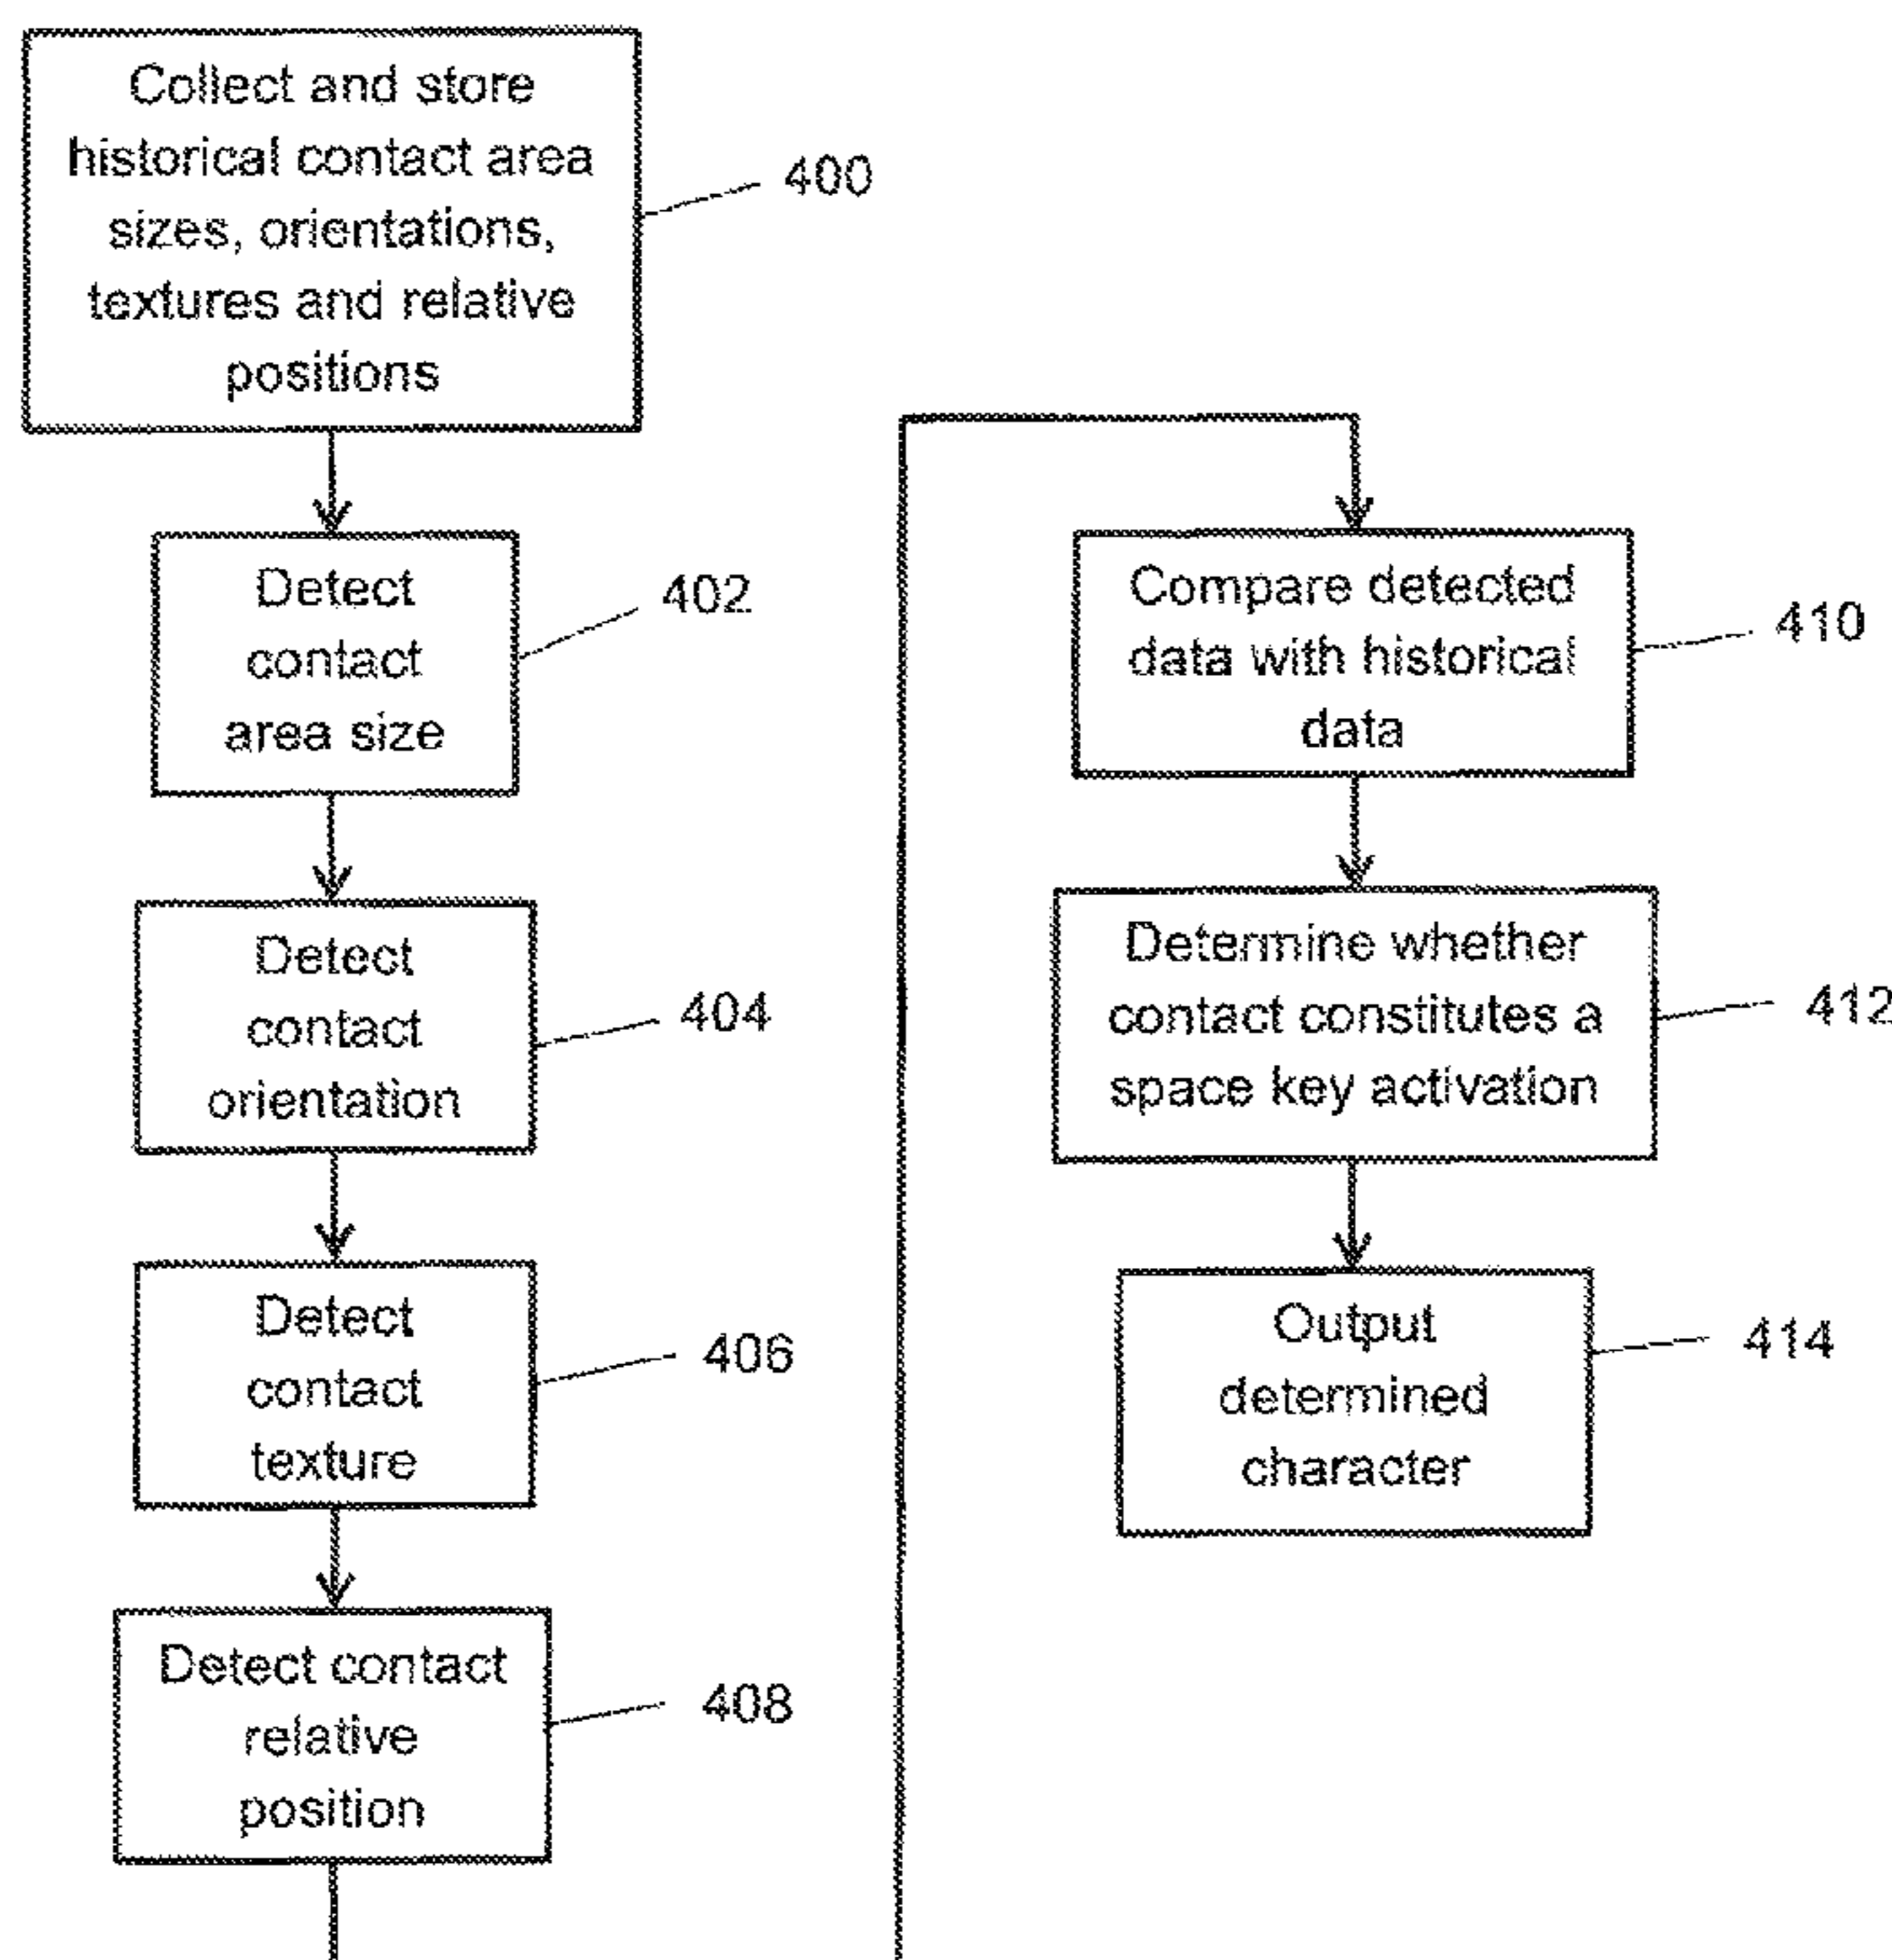 Collect and store
historical contact area
sizes, orientations,
textures and relative
positions
400
Detect
contact
area size
402
Detect
contact
orientation
404
Detect
contact
texture
406
Detect contact
relative
position
408
Compare detected
data with historical
data
410
Determine whether
contact constitutes a
space key activation
412
Output
determined
character
414